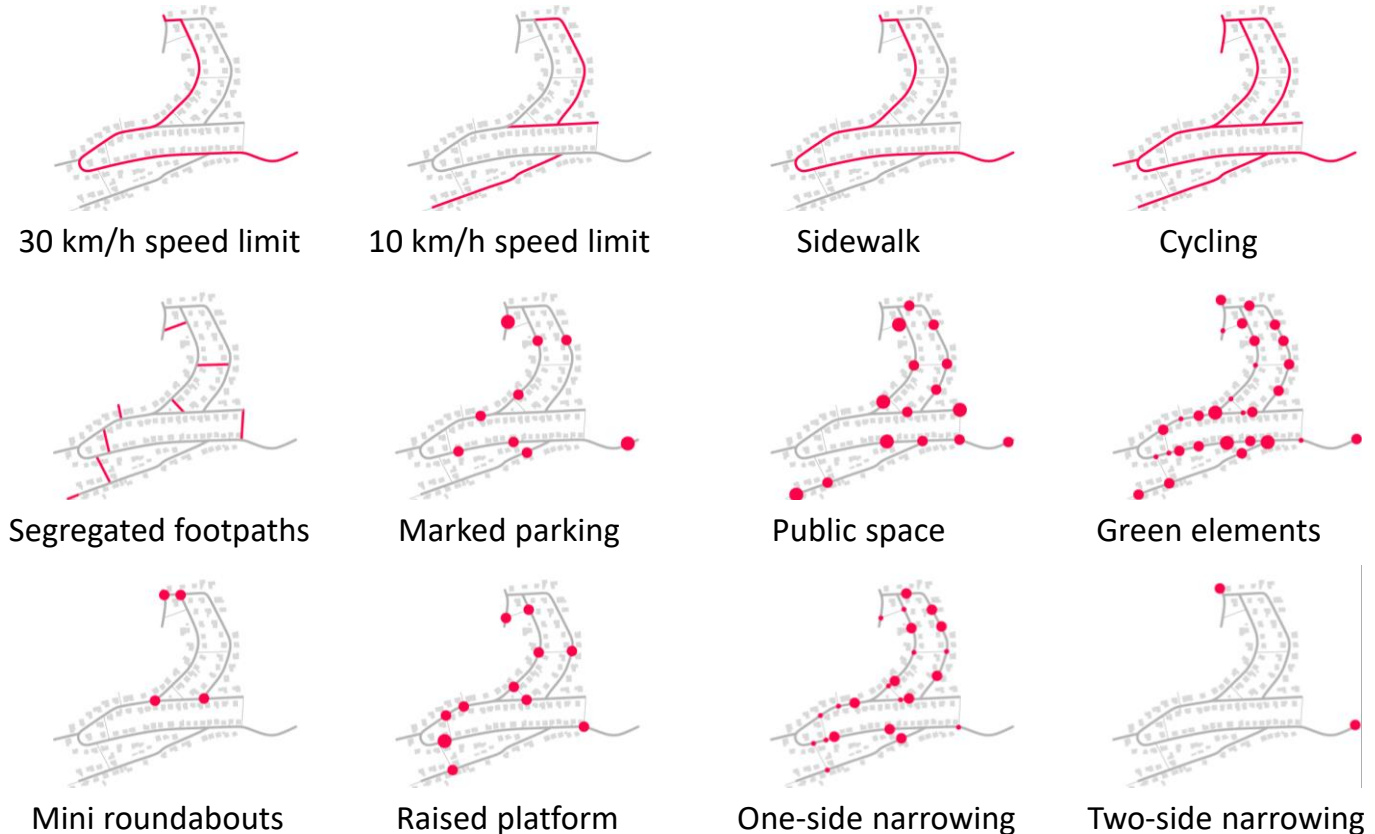 30 km/h speed limit
10 km/h speed limit
Sidewalk
Cycling
Segregated footpaths
Marked parking
Public space
Green elements
Mini roundabouts
Raised platform
One-side narrowing
Two-side narrowing